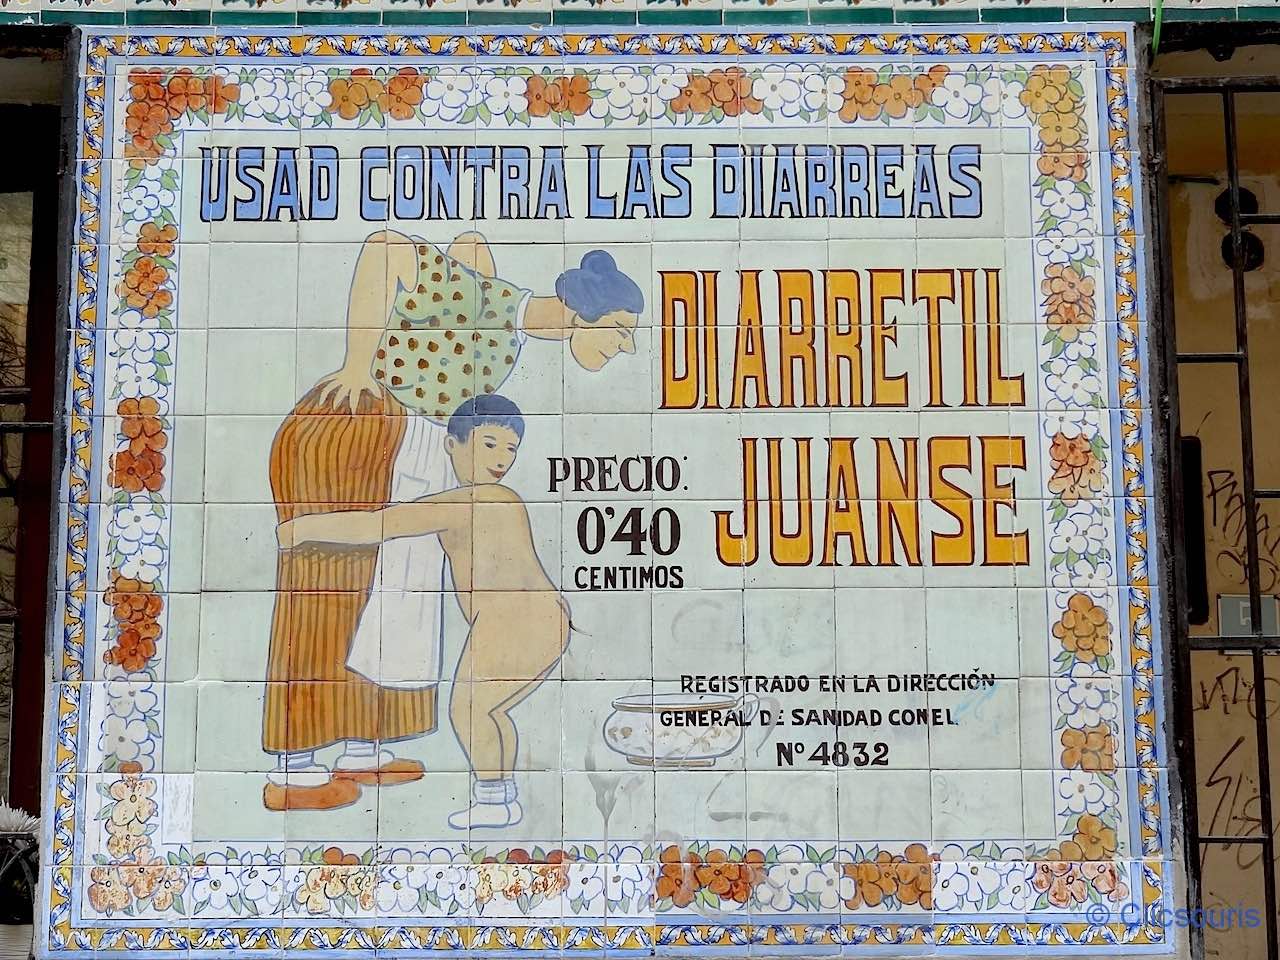 USAD CONTRA LAS DIARREAS
DIARRETIL
JUANSE
PRECIO:
0'40
CENTIMOS
REGISTRADO EN LA DIRECCIÓN
GENERAL DE SANIDAD CON EL
Nº 4832
© Clicsouris